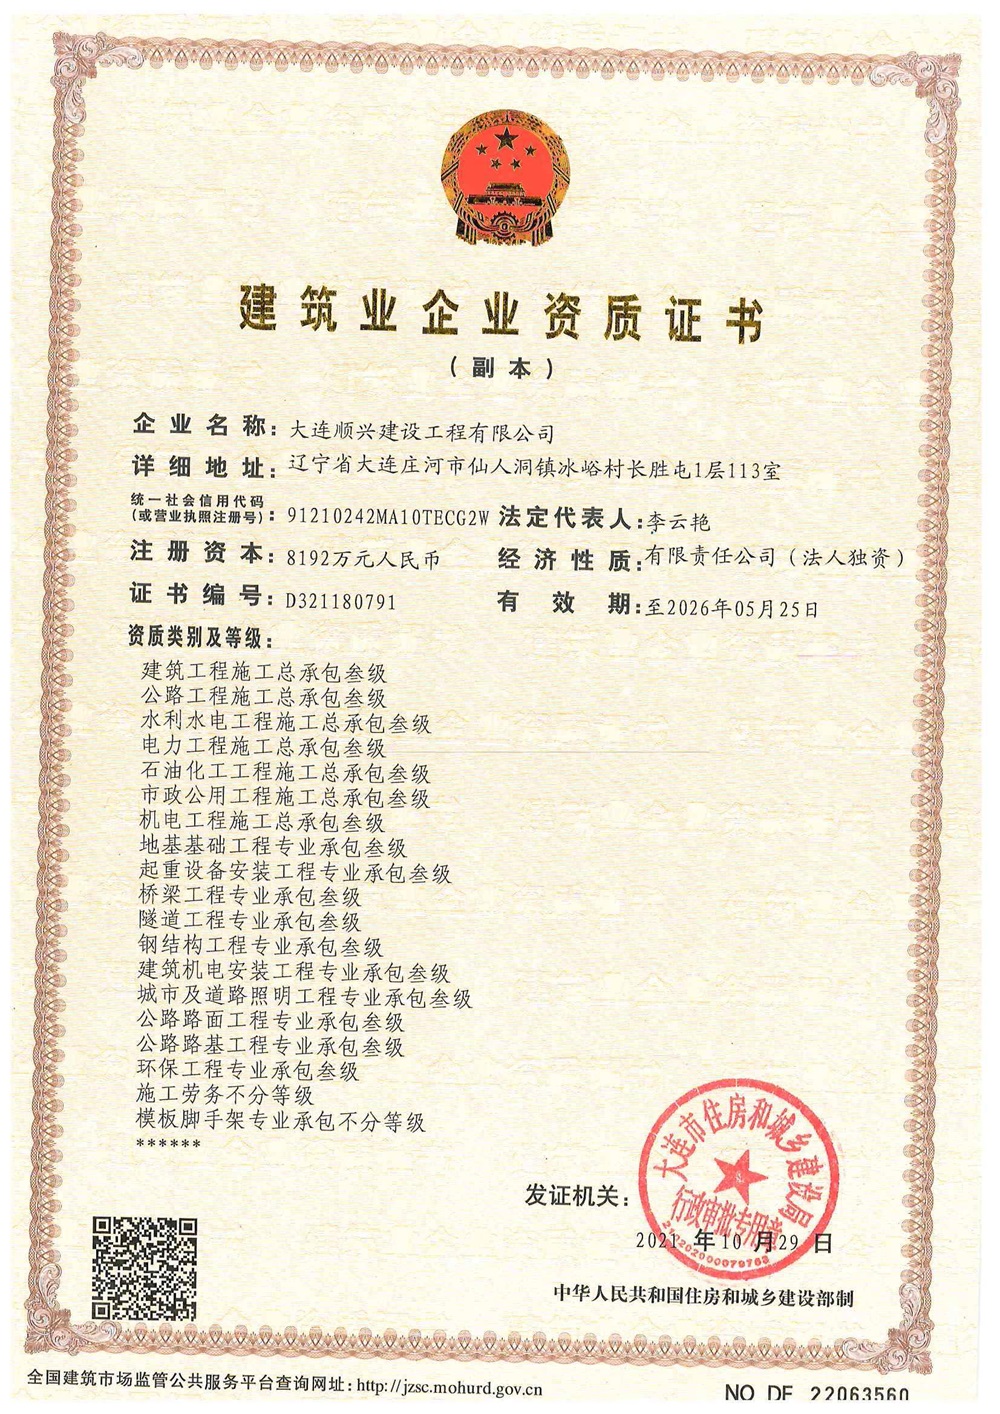 建筑业企业资质证书
（副本）
企业名称：大连顺兴建设工程有限公司
详细地址：辽宁省大连庄河市仙人洞镇冰峪村长胜屯1层113室
统一社会信用代码
（或营业执照注册号）：91210242MA10TECG2W 法定代表人：李云艳
注册资本：8192万元人民币 经济性质：有限责任公司（法人独资）
证书编号：D321180791 有效期：至2026年05月25日
资质类别及等级：
建筑工程施工总承包叁级
公路工程施工总承包叁级
水利水电工程施工总承包叁级
电力工程施工总承包叁级
石油化工工程施工总承包叁级
市政公用工程施工总承包叁级
机电工程施工总承包叁级
地基基础工程专业承包叁级
起重设备安装工程专业承包叁级
桥梁工程专业承包叁级
隧道工程专业承包叁级
钢结构工程专业承包叁级
建筑机电安装工程专业承包叁级
城市及道路照明工程专业承包叁级
公路路面工程专业承包叁级
公路路基工程专业承包叁级
环保工程专业承包叁级
施工劳务不分等级
模板脚手架专业承包不分等级
******
大连市住房和城乡建设局
行政审批专用章
发证机关：
2021年10月29日
中华人民共和国住房和城乡建设部制
全国建筑市场监管公共服务平台查询网址：http://jzsc.mohurd.gov.cn
NO.DF 22063560